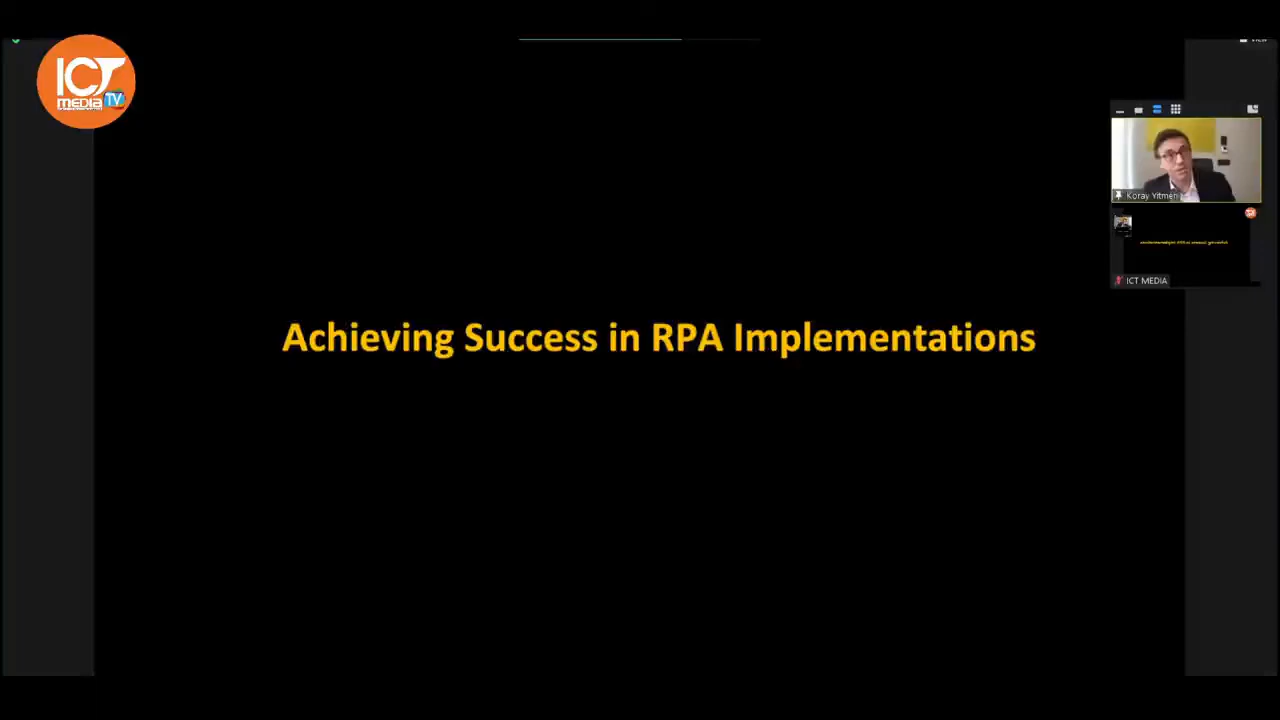 ICT
MEDIA TV
Achieving Success in RPA Implementations
Koray Yitmen
ICT MEDIA